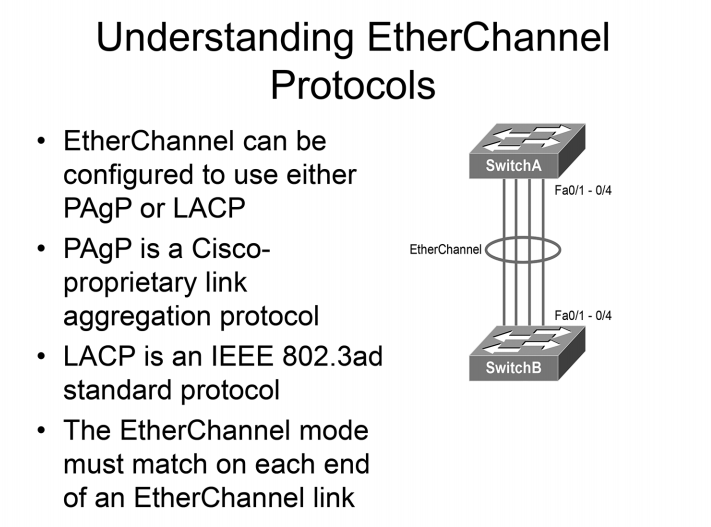 Understanding EtherChannel
Protocols
• EtherChannel can be
configured to use either
PAgP or LACP
• PAgP is a Cisco-
proprietary link
aggregation protocol
• LACP is an IEEE 802.3ad
standard protocol
• The EtherChannel mode
must match on each end
of an EtherChannel link
SwitchA
Fa0/1 - 0/4
EtherChannel
Fa0/1 - 0/4
SwitchB